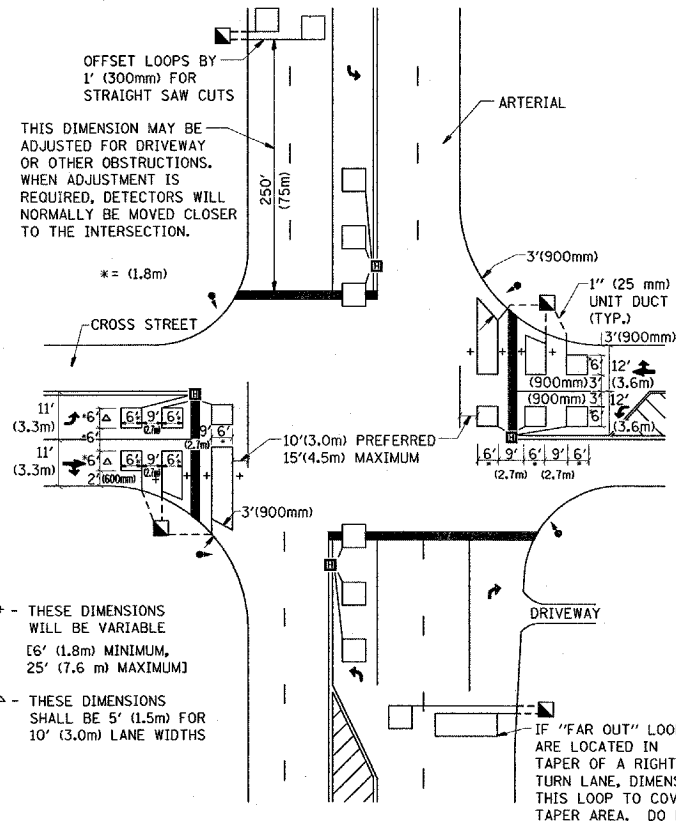 OFFSET LOOPS BY
1' (300mm) FOR
STRAIGHT SAW CUTS
ARTERIAL
THIS DIMENSION MAY BE
ADJUSTED FOR DRIVEWAY
OR OTHER OBSTRUCTIONS.
WHEN ADJUSTMENT IS
REQUIRED, DETECTORS WILL
NORMALLY BE MOVED CLOSER
TO THE INTERSECTION.
250'
(75m)
* = (1.8m)
3'(900mm)
1" (25 mm)
UNIT DUCT
(TYP.)
CROSS STREET
3'(900mm)
*6'
12'
(3.6m)
(900mm) 3'
(900mm) 3'
12'
*6'
(3.6m)
11'
(3.3m)
*6' △ 6' 9' 6'
(2.7m)
*6'
9' 6'
(2.7m) *
11'
(3.3m)
*6' △ 6' 9' 6'
(2.7m)
2' (600mm)
10'(3.0m) PREFERRED
15'(4.5m) MAXIMUM
6' 9' 6' 9' 6'
* (2.7m) * (2.7m) *
3'(900mm)
+ - THESE DIMENSIONS
WILL BE VARIABLE
[6' (1.8m) MINIMUM,
25' (7.6 m) MAXIMUM]
DRIVEWAY
△ - THESE DIMENSIONS
SHALL BE 5' (1.5m) FOR
10' (3.0m) LANE WIDTHS
IF "FAR OUT" LOO
ARE LOCATED IN
TAPER OF A RIGHT
TURN LANE, DIMENS
THIS LOOP TO COV
TAPER AREA. DO